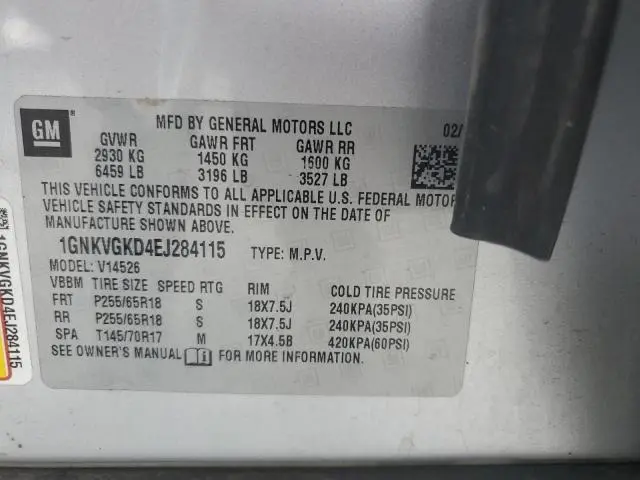 GM
MFD BY GENERAL MOTORS LLC 02/
GVWR GAWR FRT GAWR RR
2930 KG 1450 KG 1600 KG
6459 LB 3196 LB 3527 LB
THIS VEHICLE CONFORMS TO ALL APPLICABLE U.S. FEDERAL MOTOR
VEHICLE SAFETY STANDARDS IN EFFECT ON THE DATE OF
MANUFACTURE SHOWN ABOVE.
1GNKVGKD4EJ284115 TYPE: M.P.V.
MODEL: V14526
VBBM TIRE SIZE SPEED RTG RIM COLD TIRE PRESSURE
FRT P255/65R18 S 18X7.5J 240KPA(35PSI)
RR P255/65R18 S 18X7.5J 240KPA(35PSI)
SPA T145/70R17 M 17X4.5B 420KPA(60PSI)
SEE OWNER'S MANUAL FOR MORE INFORMATION.
1GNKVGKD4EJ284115